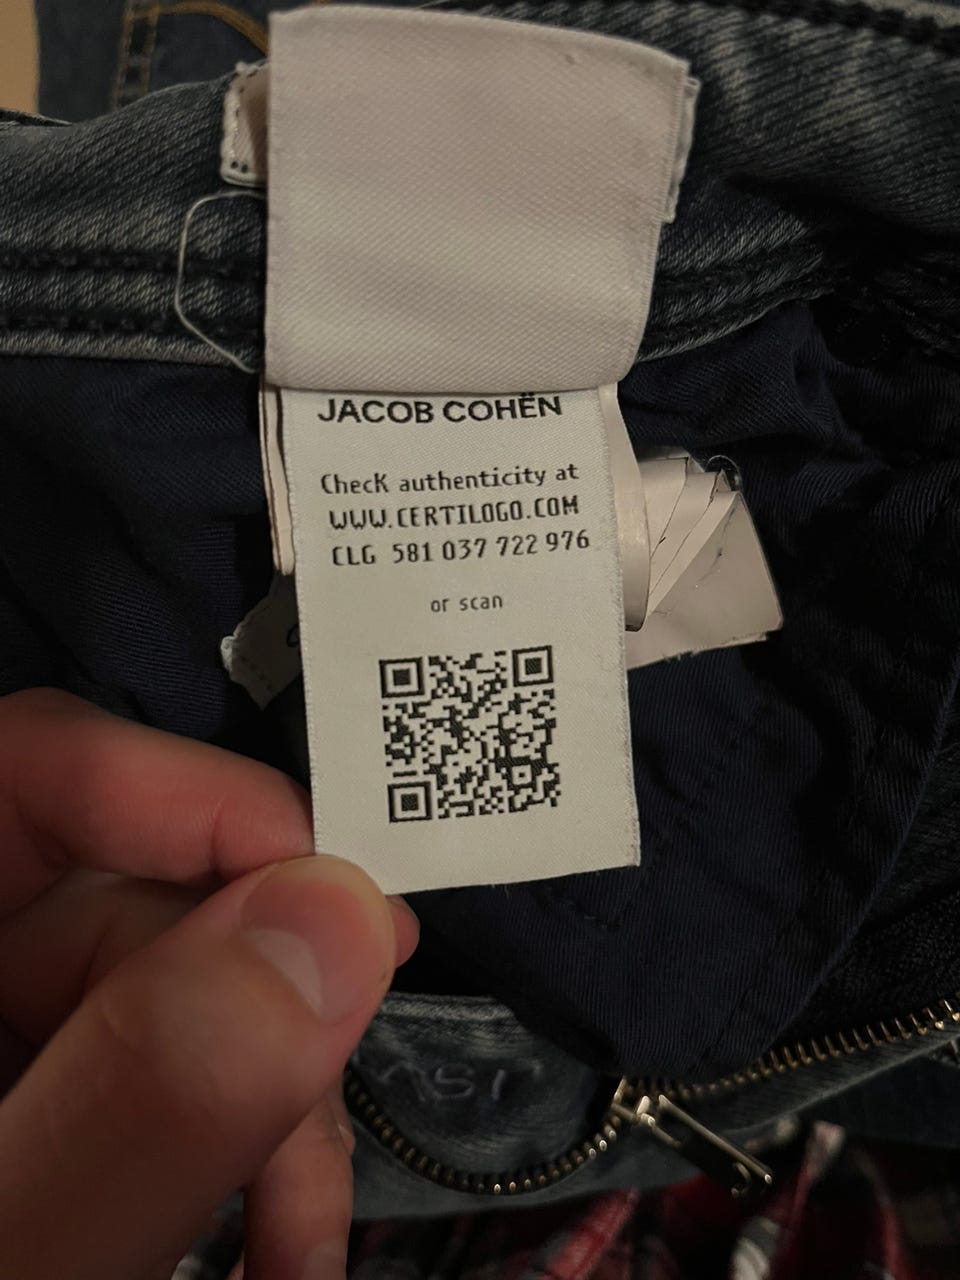 JACOB COHËN
Check authenticity at
WWW.CERTILOGO.COM
CLG 581 037 722 976
or scan